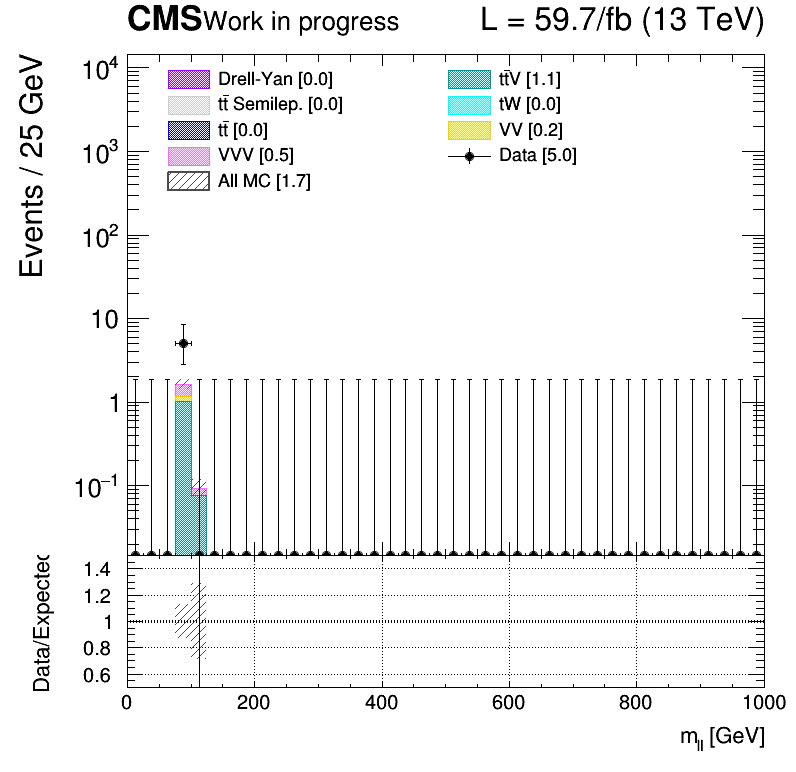 CMS Work in progress L = 59.7/fb (13 TeV)
Events / 25 GeV
10⁴
10³
10²
10
1
10⁻¹
Drell-Yan [0.0]
tt̄ Semilep. [0.0]
tt̄ [0.0]
VVV [0.5]
All MC [1.7]
tt̄V [1.1]
tW [0.0]
VV [0.2]
Data [5.0]
Data/Expected
1.4
1.2
1
0.8
0.6
0 200 400 600 800 1000
m_ll [GeV]